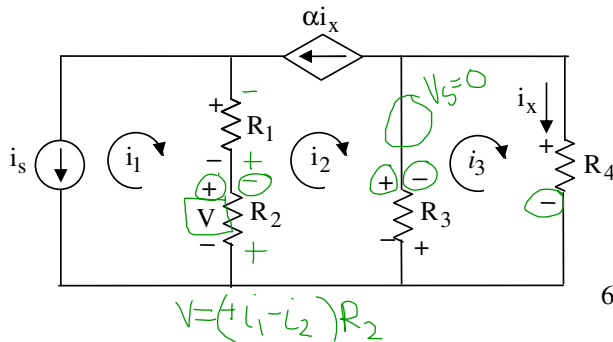 αi_x
V_S=0
i_x
i_s
i_1
R_1
i_2
i_3
R_4
V
R_2
R_3
6
V=(+i_1-i_2)R_2